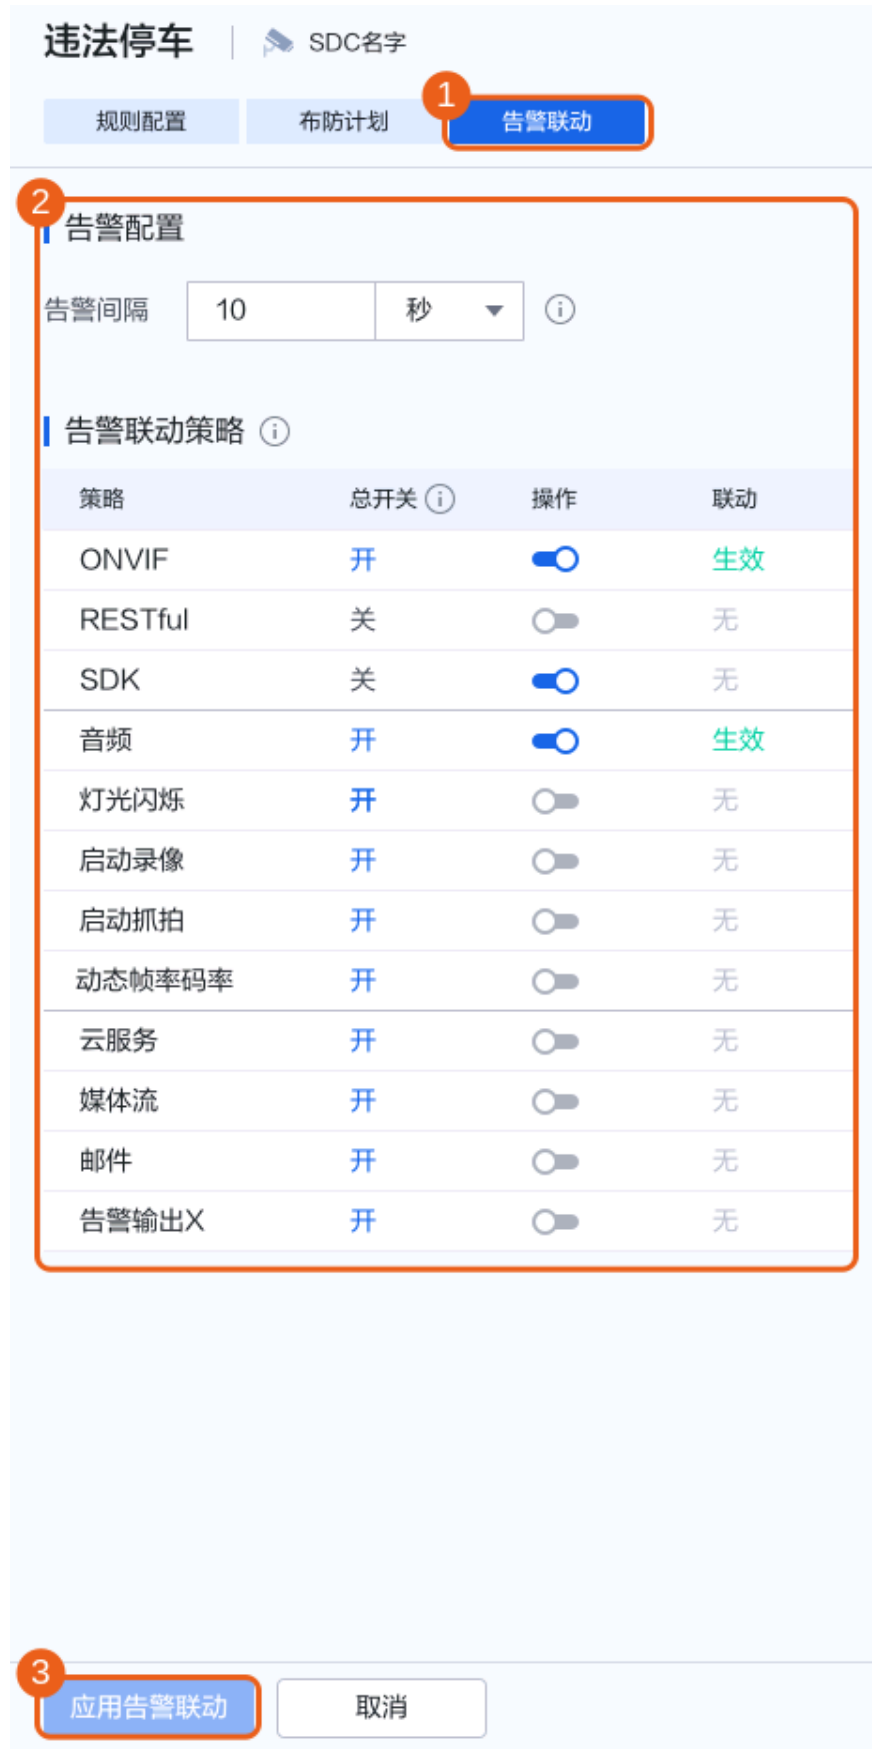 违法停车 SDC名字
1
规则配置 布防计划 告警联动
2
告警配置
告警间隔 10 秒
告警联动策略
策略 总开关 操作 联动
ONVIF 开 生效
RESTful 关 无
SDK 关 无
音频 开 生效
灯光闪烁 开 无
启动录像 开 无
启动抓拍 开 无
动态帧率码率 开 无
云服务 开 无
媒体流 开 无
邮件 开 无
告警输出X 开 无
3
应用告警联动 取消